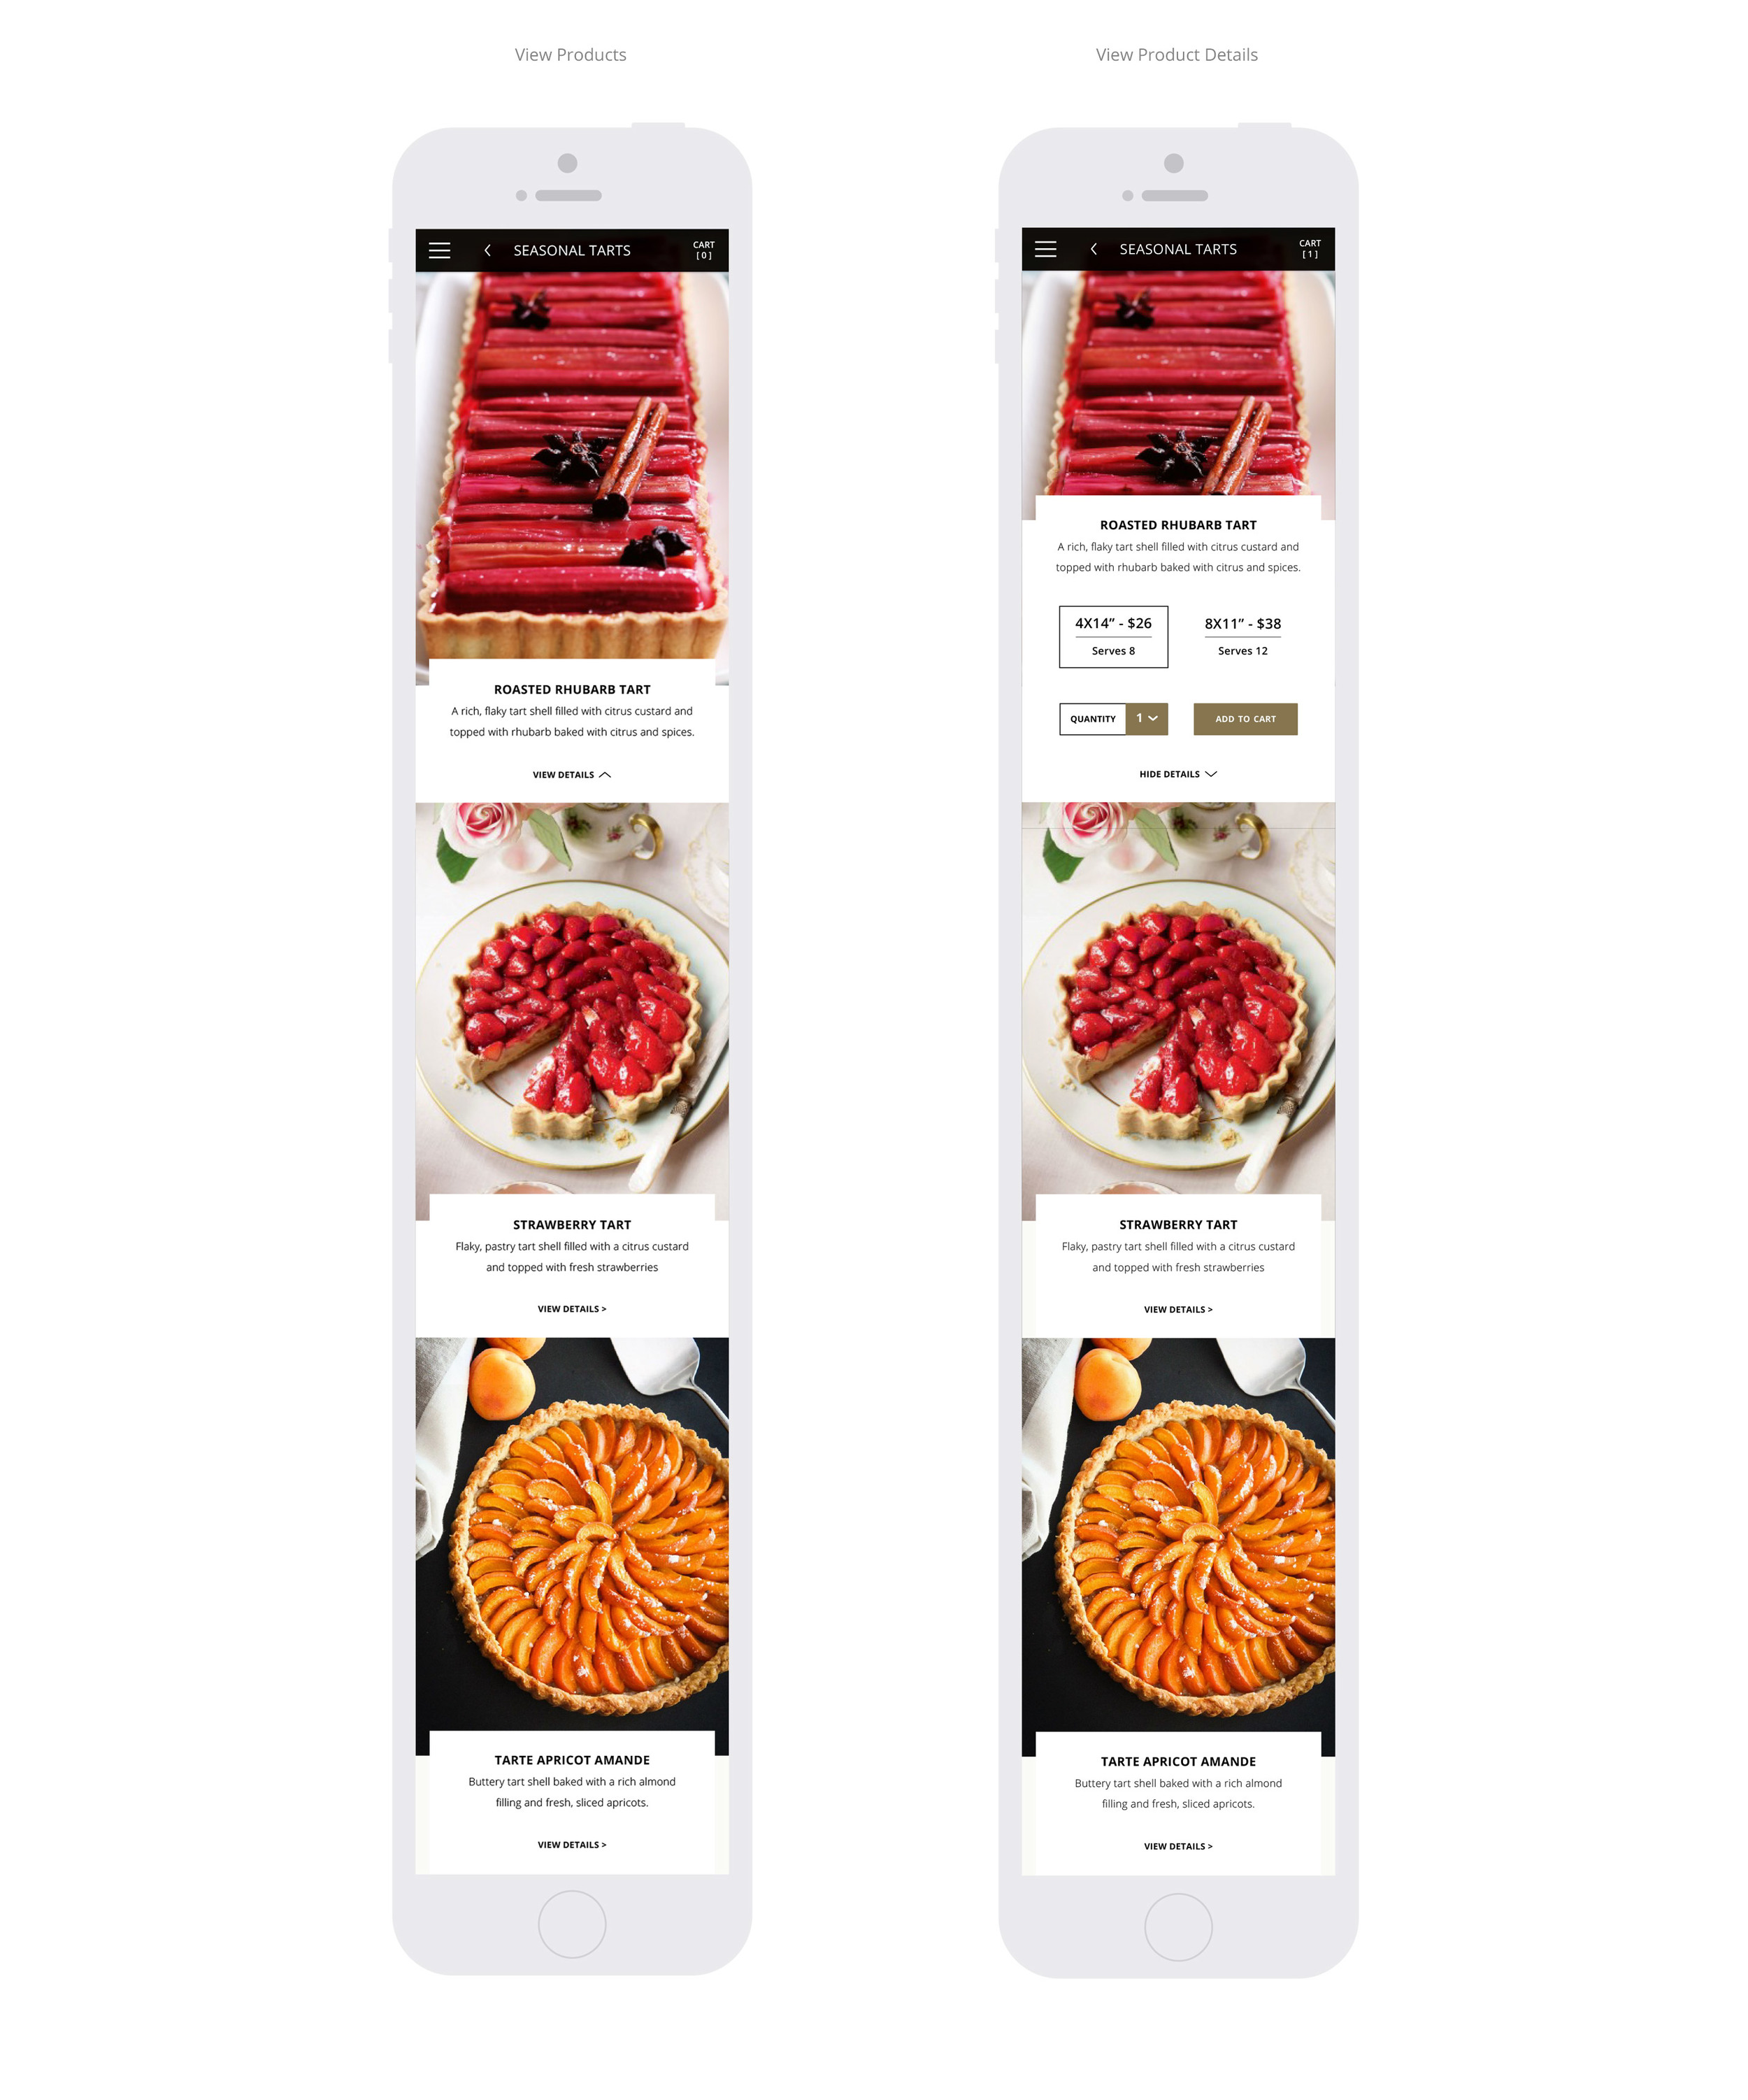 View Products
SEASONAL TARTS
CART
[ 0 ]
ROASTED RHUBARB TART
A rich, flaky tart shell filled with citrus custard and
topped with rhubarb baked with citrus and spices.
VIEW DETAILS
STRAWBERRY TART
Flaky, pastry tart shell filled with a citrus custard
and topped with fresh strawberries
VIEW DETAILS >
TARTE APRICOT AMANDE
Buttery tart shell baked with a rich almond
filling and fresh, sliced apricots.
VIEW DETAILS >
View Product Details
SEASONAL TARTS
CART
[ 1 ]
ROASTED RHUBARB TART
A rich, flaky tart shell filled with citrus custard and
topped with rhubarb baked with citrus and spices.
4X14” - $26
Serves 8
8X11” - $38
Serves 12
QUANTITY 1
ADD TO CART
HIDE DETAILS
STRAWBERRY TART
Flaky, pastry tart shell filled with a citrus custard
and topped with fresh strawberries
VIEW DETAILS >
TARTE APRICOT AMANDE
Buttery tart shell baked with a rich almond
filling and fresh, sliced apricots.
VIEW DETAILS >